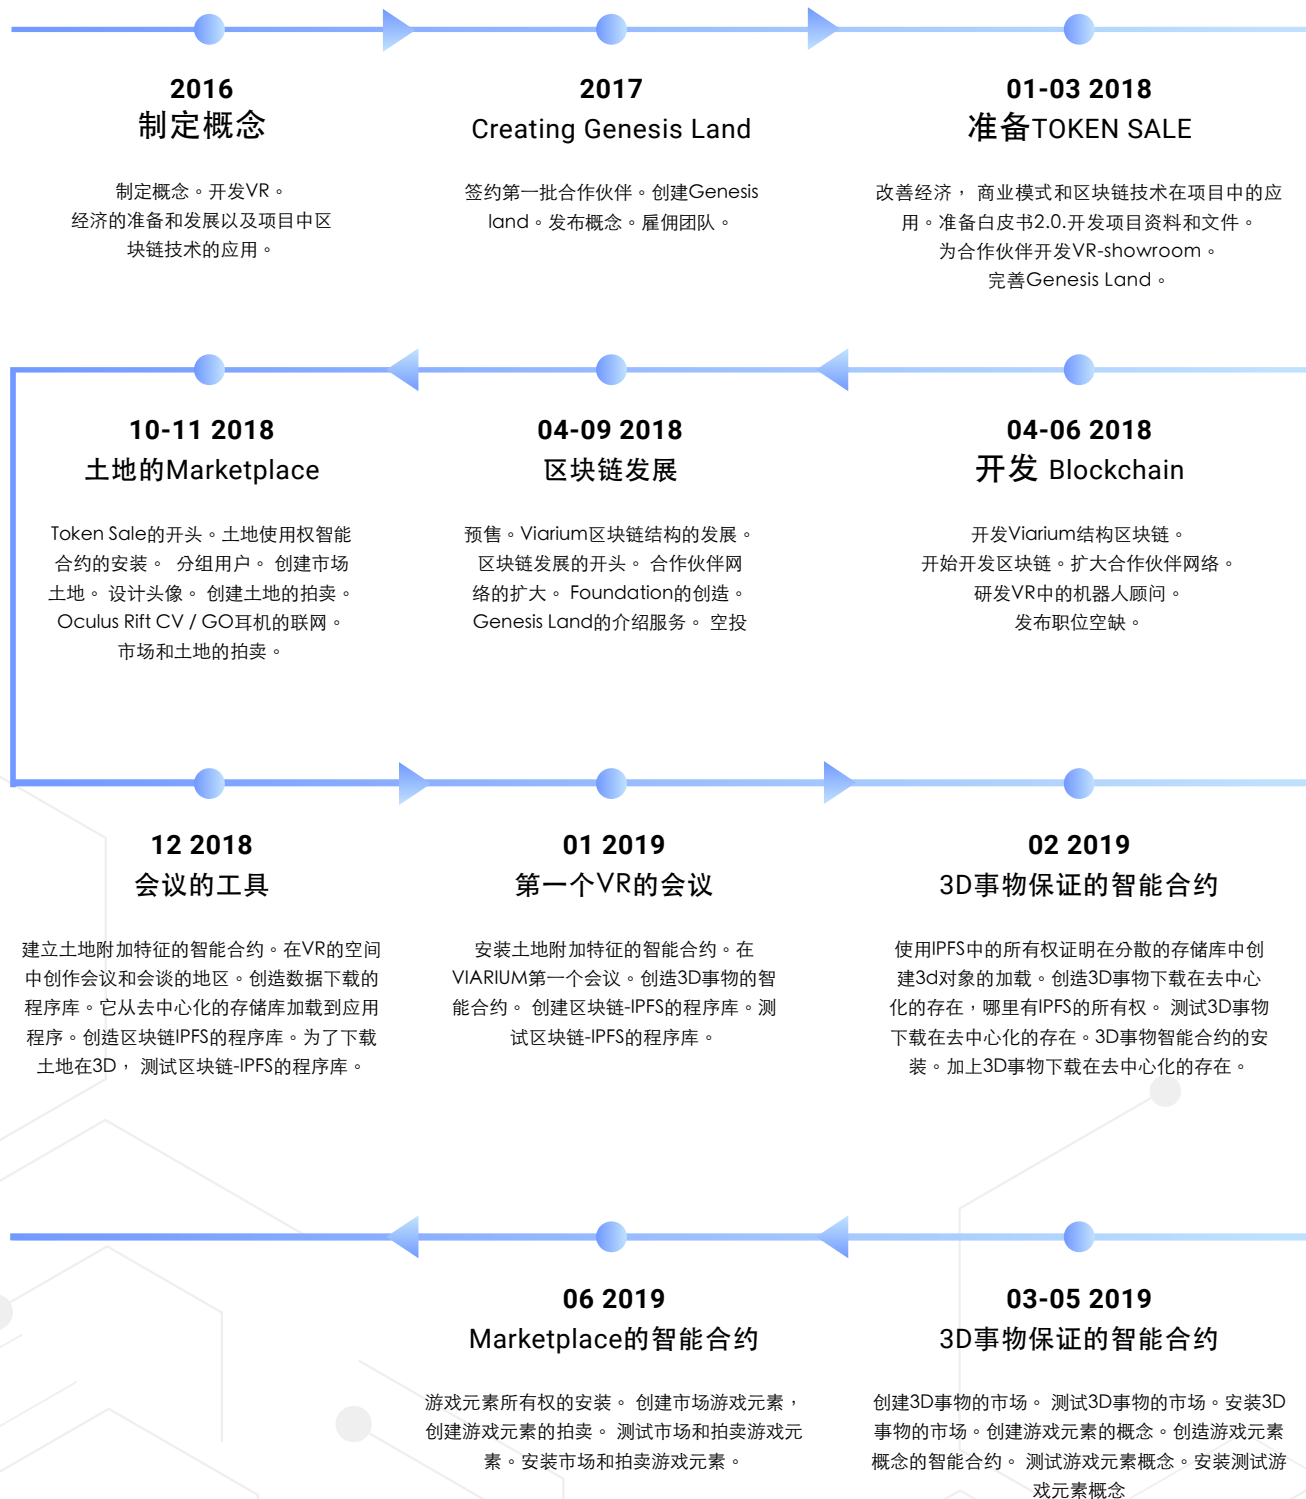 2016
制定概念
制定概念。开发VR。
经济的准备和发展以及项目中区
块链技术的应用。
2017
Creating Genesis Land
签约第一批合作伙伴。创建Genesis
land。发布概念。雇佣团队。
01-03 2018
准备TOKEN SALE
改善经济， 商业模式和区块链技术在项目中的应
用。准备白皮书2.0.开发项目资料和文件。
为合作伙伴开发VR-showroom。
完善Genesis Land。
04-06 2018
开发 Blockchain
开发Viarium结构区块链。
开始开发区块链。扩大合作伙伴网络。
研发VR中的机器人顾问。
发布职位空缺。
04-09 2018
区块链发展
预售。Viarium区块链结构的发展。
区块链发展的开头。 合作伙伴网
络的扩大。 Foundation的创造。
Genesis Land的介绍服务。 空投
10-11 2018
土地的Marketplace
Token Sale的开头。土地使用权智能
合约的安装。 分组用户。 创建市场
土地。 设计头像。 创建土地的拍卖。
Oculus Rift CV / GO耳机的联网。
市场和土地的拍卖。
12 2018
会议的工具
建立土地附加特征的智能合约。在VR的空间
中创作会议和会谈的地区。创造数据下载的
程序库。它从去中心化的存储库加载到应用
程序。创造区块链IPFS的程序库。为了下载
土地在3D， 测试区块链-IPFS的程序库。
01 2019
第一个VR的会议
安装土地附加特征的智能合约。在
VIARIUM第一个会议。创造3D事物的智
能合约。 创建区块链-IPFS的程序库。测
试区块链-IPFS的程序库。
02 2019
3D事物保证的智能合约
使用IPFS中的所有权证明在分散的存储库中创
建3d对象的加载。创造3D事物下载在去中心
化的存在，哪里有IPFS的所有权。 测试3D事物
下载在去中心化的存在。3D事物智能合约的安
装。加上3D事物下载在去中心化的存在。
03-05 2019
3D事物保证的智能合约
创建3D事物的市场。 测试3D事物的市场。安装3D
事物的市场。创建游戏元素的概念。创造游戏元素
概念的智能合约。 测试游戏元素概念。安装测试游
戏元素概念
06 2019
Marketplace的智能合约
游戏元素所有权的安装。 创建市场游戏元素，
创建游戏元素的拍卖。 测试市场和拍卖游戏元
素。安装市场和拍卖游戏元素。